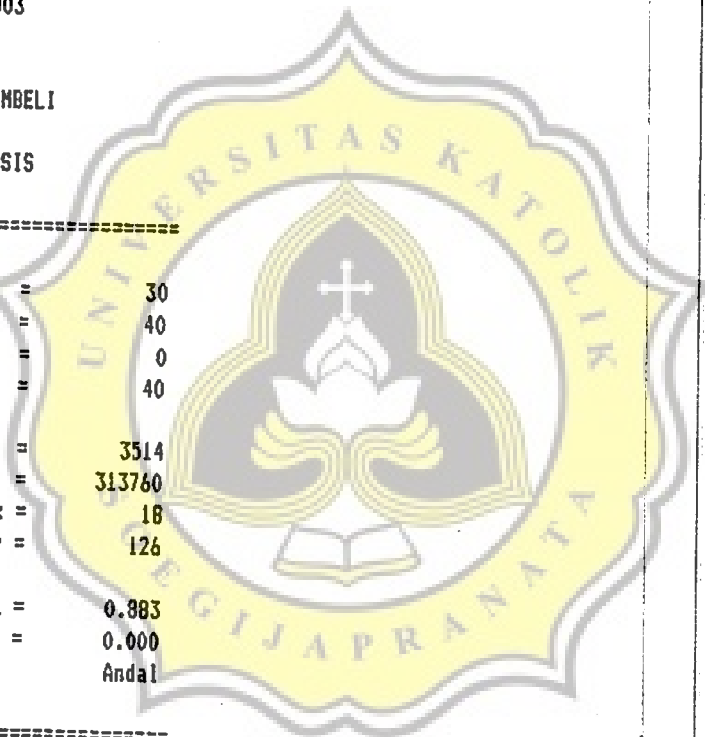 003
MBELI
SIS
====================
= 30
= 40
= 0
= 40
= 3514
= 313760
= 18
= 126
= 0.883
= 0.000
Andal
====================
UNIVERSITAS KATOLIK
SOEGIJAPRANATA